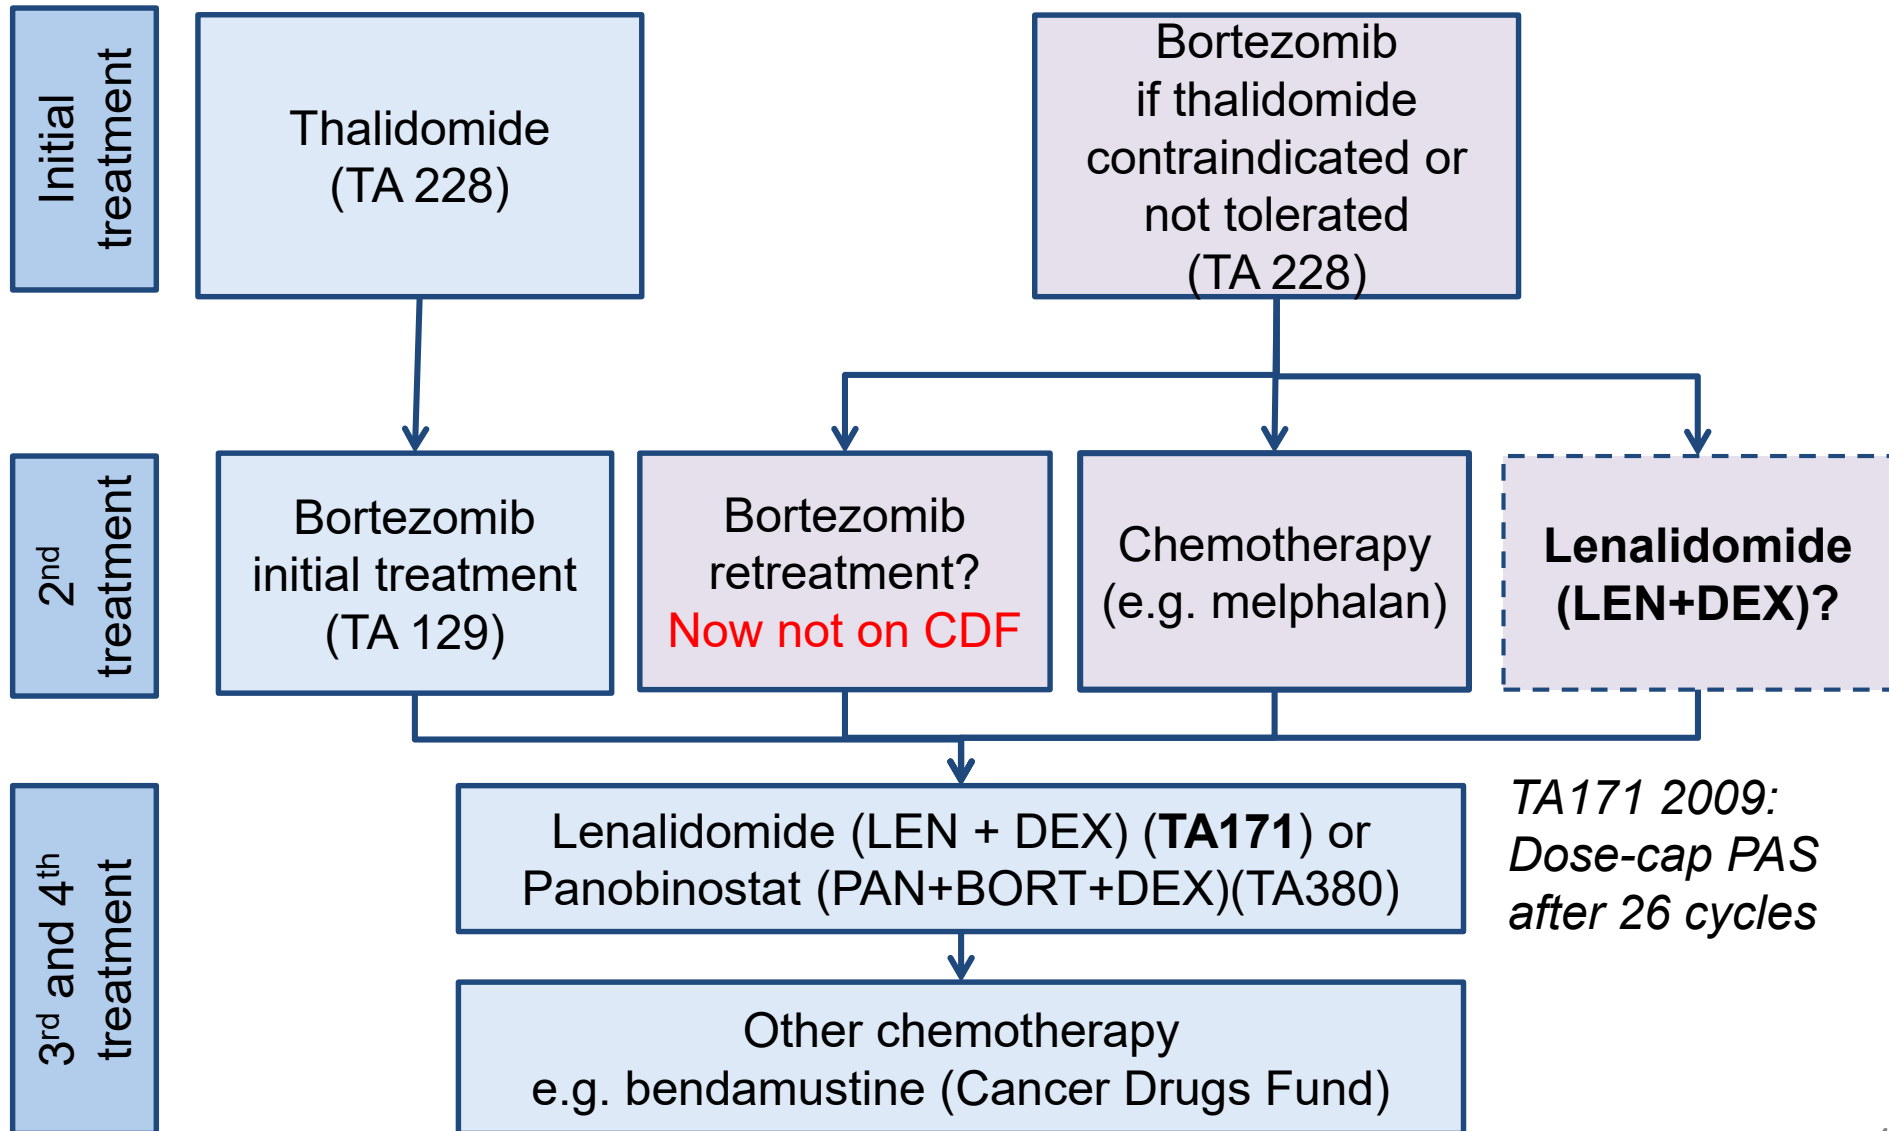 Initial
treatment
Thalidomide
(TA 228)
Bortezomib
if thalidomide
contraindicated or
not tolerated
(TA 228)
2nd
treatment
Bortezomib
initial treatment
(TA 129)
Bortezomib
retreatment?
Now not on CDF
Chemotherapy
(e.g. melphalan)
Lenalidomide
(LEN+DEX)?
3rd and 4th
treatment
Lenalidomide (LEN + DEX) (TA171) or
Panobinostat (PAN+BORT+DEX)(TA380)
TA171 2009:
Dose-cap PAS
after 26 cycles
Other chemotherapy
e.g. bendamustine (Cancer Drugs Fund)